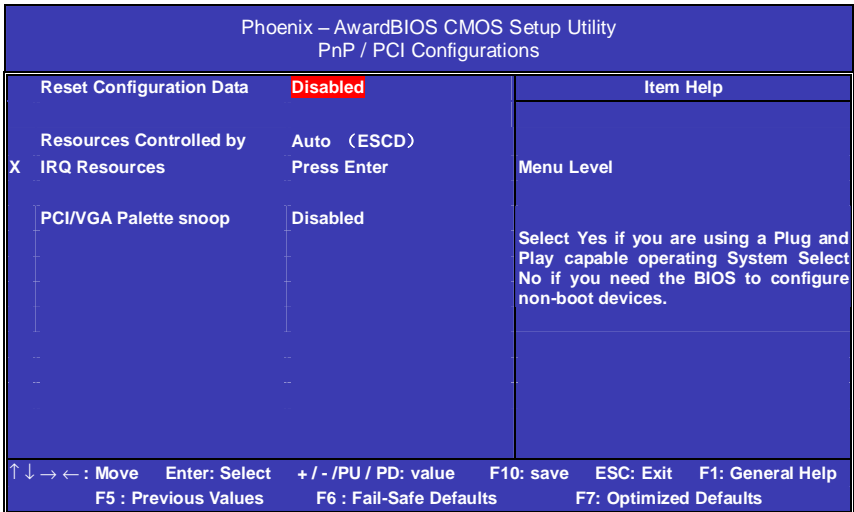 Phoenix – AwardBIOS CMOS Setup Utility
PnP / PCI Configurations
Reset Configuration Data Disabled
Resources Controlled by Auto （ESCD）
X IRQ Resources Press Enter
PCI/VGA Palette snoop Disabled
Item Help
Menu Level
Select Yes if you are using a Plug and
Play capable operating System Select
No if you need the BIOS to configure
non-boot devices.
↑↓→←: Move Enter: Select + / - /PU / PD: value F10: save ESC: Exit F1: General Help
F5 : Previous Values F6 : Fail-Safe Defaults F7: Optimized Defaults